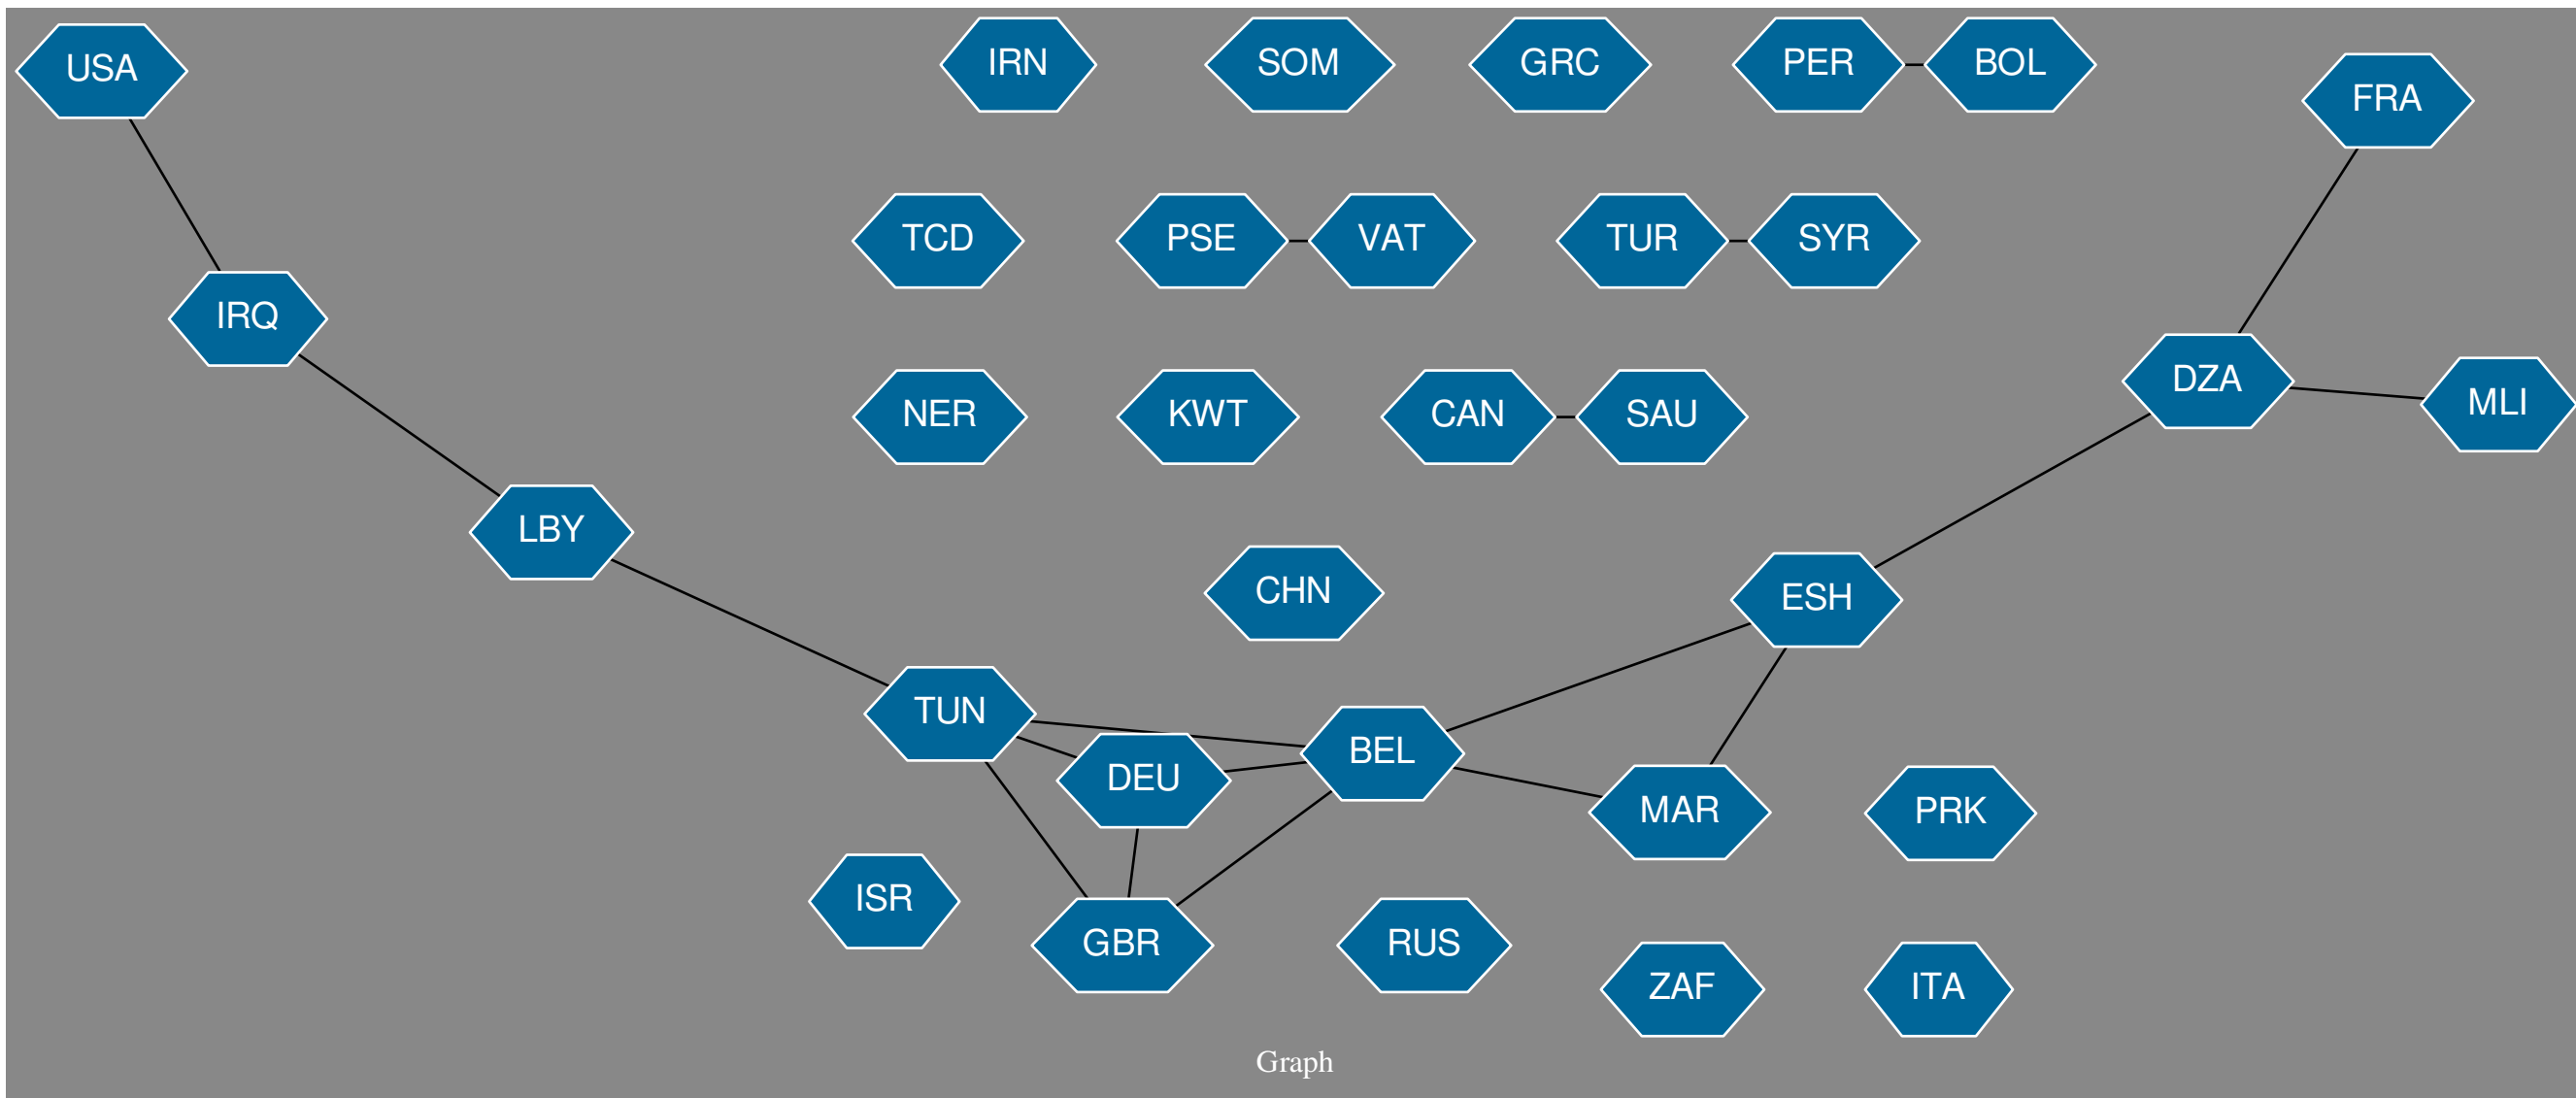 USA
IRN
SOM
GRC
PER
BOL
FRA
TCD
PSE
VAT
TUR
SYR
IRQ
DZA
MLI
NER
KWT
CAN
SAU
LBY
CHN
ESH
TUN
DEU
BEL
MAR
PRK
ISR
GBR
RUS
ZAF
ITA
Graph